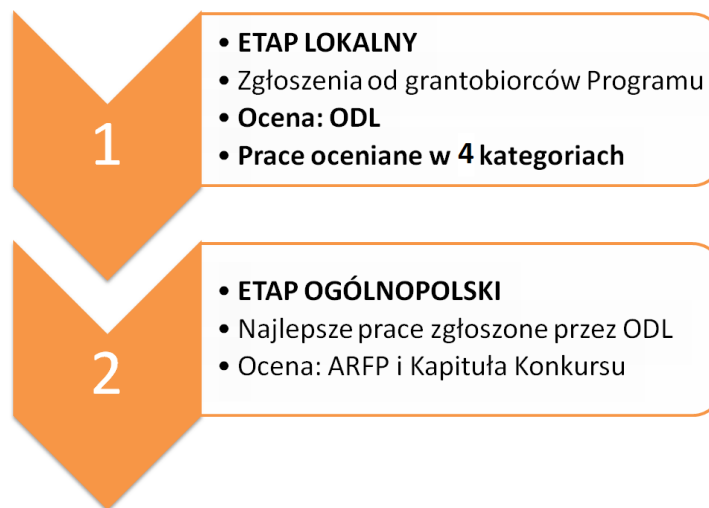 1
• ETAP LOKALNY
• Zgłoszenia od grantobiorców Programu
• Ocena: ODL
• Prace oceniane w 4 kategoriach
2
• ETAP OGÓLNOPOLSKI
• Najlepsze prace zgłoszone przez ODL
• Ocena: ARFP i Kapituła Konkursu